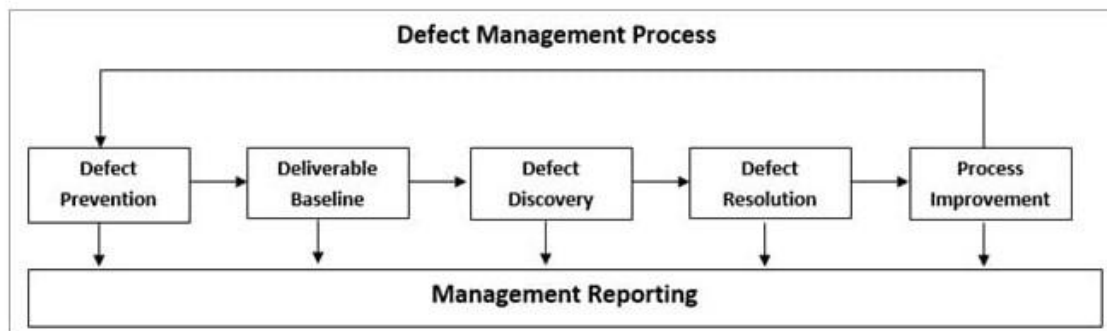 Defect Management Process
Defect
Prevention
Deliverable
Baseline
Defect
Discovery
Defect
Resolution
Process
Improvement
Management Reporting